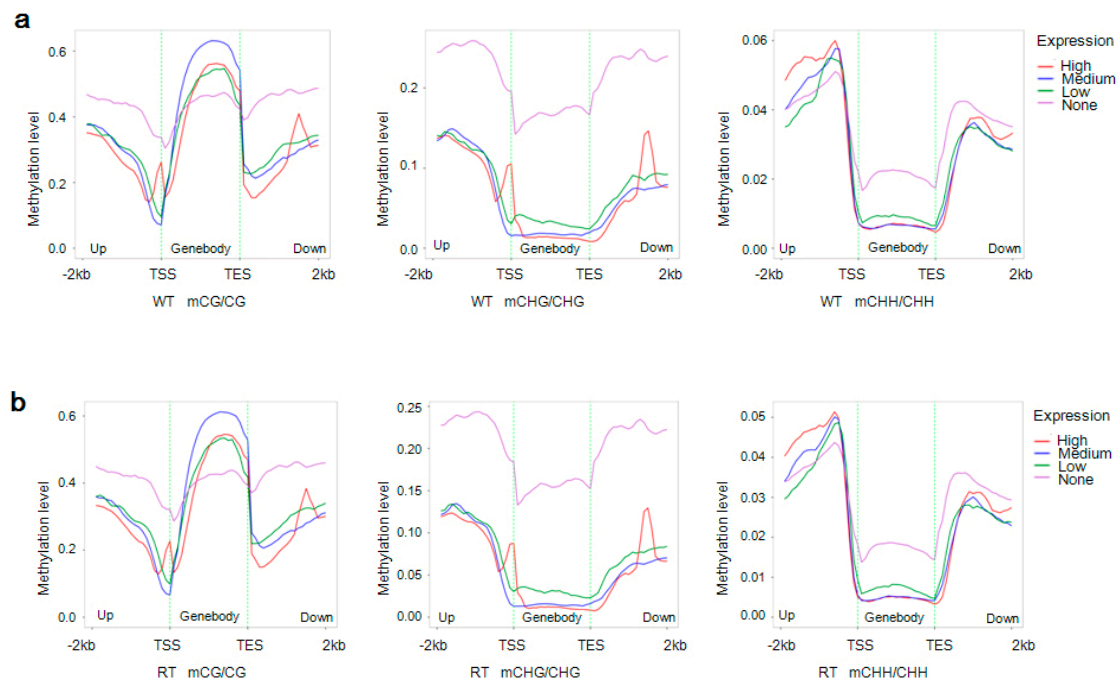 a
0.6
0.4
0.2
0.0
Methylation level
Up
Genebody
Down
-2kb
TSS
TES
2kb
WT mCG/CG
0.2
0.1
0.0
Methylation level
Up
Genebody
Down
-2kb
TSS
TES
2kb
WT mCHG/CHG
0.06
0.04
0.02
0.00
Methylation level
Up
Genebody
Down
-2kb
TSS
TES
2kb
WT mCHH/CHH
Expression
High
Medium
Low
None
b
0.6
0.4
0.2
0.0
Methylation level
Up
Genebody
Down
-2kb
TSS
TES
2kb
RT mCG/CG
0.25
0.20
0.15
0.10
0.05
0.00
Methylation level
Up
Genebody
Down
-2kb
TSS
TES
2kb
RT mCHG/CHG
0.05
0.04
0.03
0.02
0.01
0.00
Methylation level
Up
Genebody
Down
-2kb
TSS
TES
2kb
RT mCHH/CHH
Expression
High
Medium
Low
None